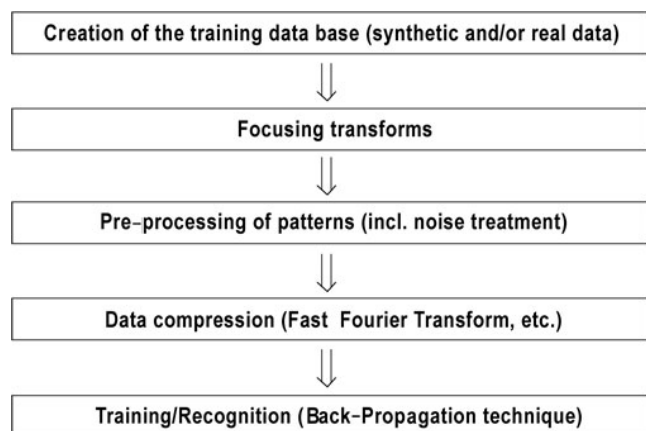 Creation of the training data base (synthetic and/or real data)
Focusing transforms
Pre-processing of patterns (incl. noise treatment)
Data compression (Fast Fourier Transform, etc.)
Training/Recognition (Back-Propagation technique)